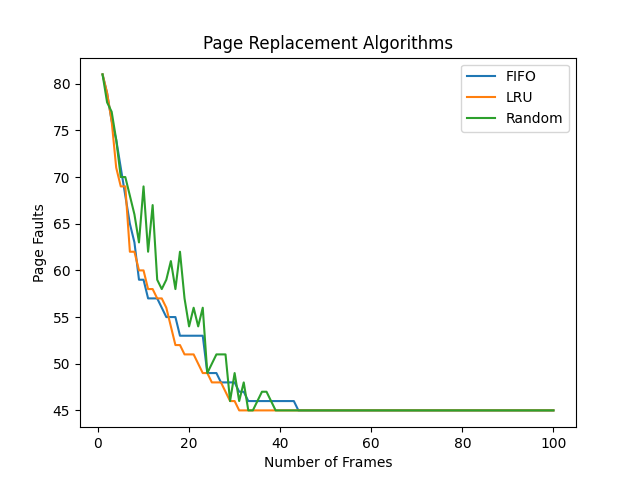 Page Replacement Algorithms
FIFO
LRU
Random
Page Faults
80
75
70
65
60
55
50
45
0 20 40 60 80 100
Number of Frames